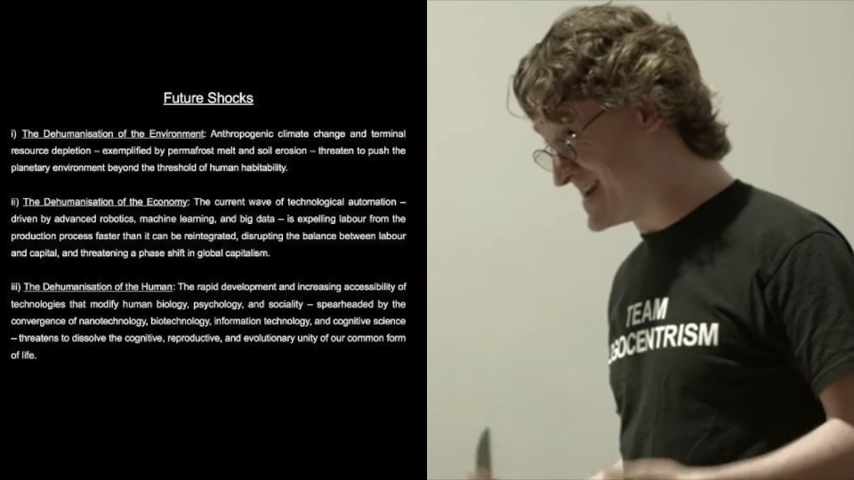 Future Shocks
i) The Dehumanisation of the Environment: Anthropogenic climate change and terminal
resource depletion – exemplified by permafrost melt and soil erosion – threaten to push the
planetary environment beyond the threshold of human habitability.
ii) The Dehumanisation of the Economy: The current wave of technological automation –
driven by advanced robotics, machine learning, and big data – is expelling labour from the
production process faster than it can be reintegrated, disrupting the balance between labour
and capital, and threatening a phase shift in global capitalism.
iii) The Dehumanisation of the Human: The rapid development and increasing accessibility of
technologies that modify human biology, psychology, and sociality – spearheaded by the
convergence of nanotechnology, biotechnology, information technology, and cognitive science
– threatens to dissolve the cognitive, reproductive, and evolutionary unity of our common form
of life.
TEAM